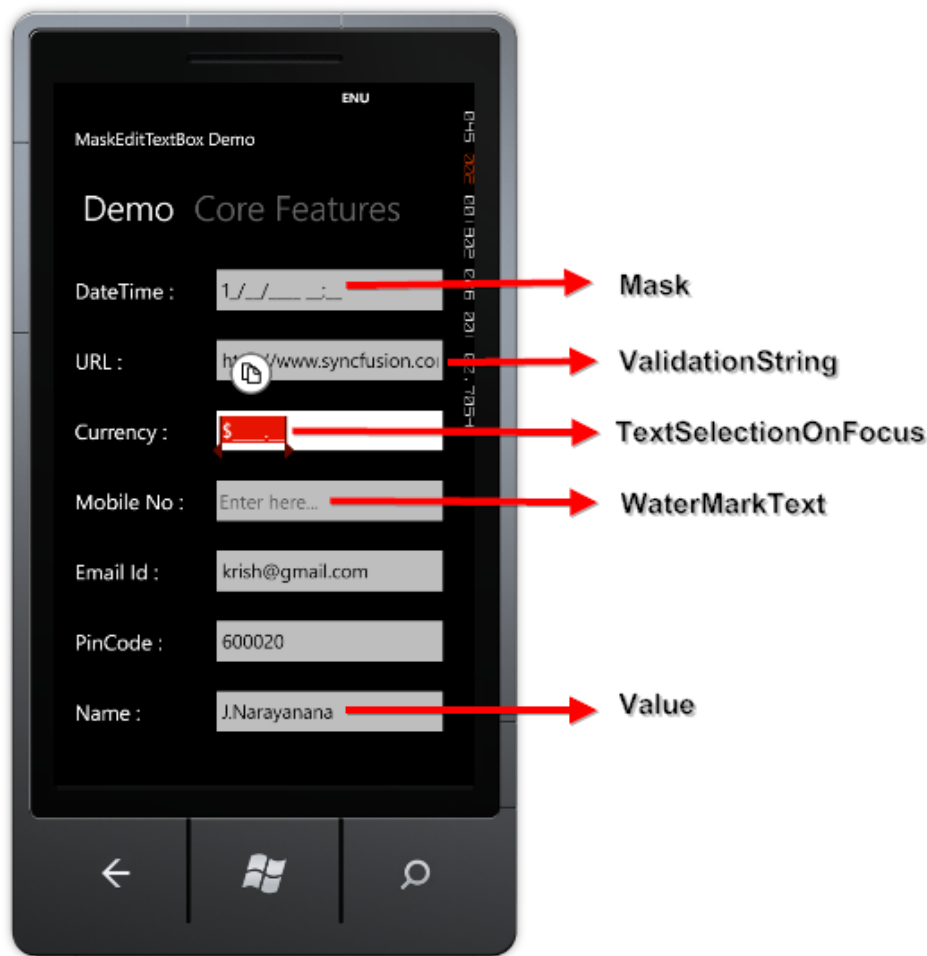 ENU
MaskEditTextBox Demo
Demo Core Features
DateTime : 1_/__/____ __:__ Mask
URL : www.syncfusion.co ValidationString
Currency : $____.__ TextSelectionOnFocus
Mobile No : Enter here... WaterMarkText
Email Id : krish@gmail.com
PinCode : 600020
Name : J.Narayanana Value